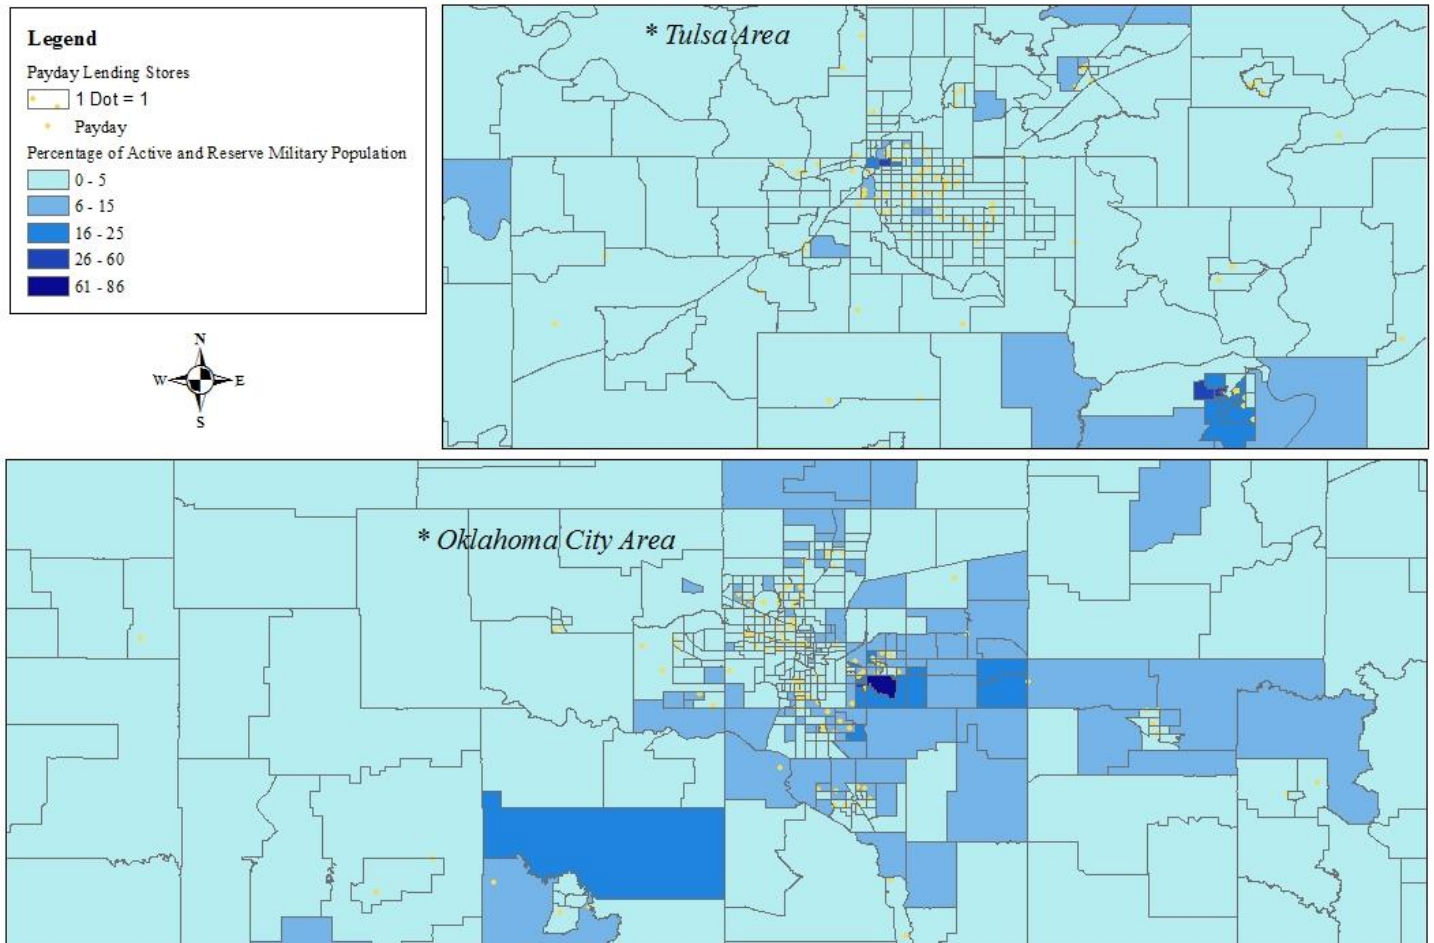 Legend
Payday Lending Stores
1 Dot = 1
Payday
Percentage of Active and Reserve Military Population
0 - 5
6 - 15
16 - 25
26 - 60
61 - 86
N
W E
S
* Tulsa Area
* Oklahoma City Area